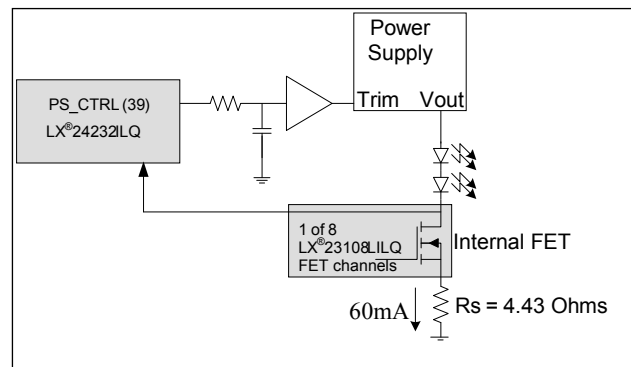 Power
Supply
Trim Vout
PS_CTRL (39)
LX®24232ILQ
1 of 8
LX®23108LILQ
FET channels
Internal FET
60mA
Rs = 4.43 Ohms